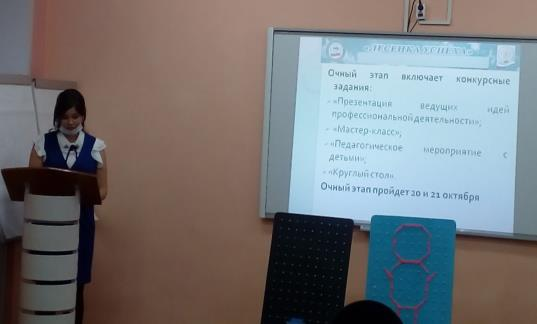 «ЛЕСЕНКА УСПЕХА»
Очный этап включает конкурсные
задания:
«Презентация ведущих идей
профессиональной деятельности»;
«Мастер-класс»;
«Педагогическое мероприятие с
детьми»;
«Круглый стол».
Очный этап пройдет 20 и 21 октября